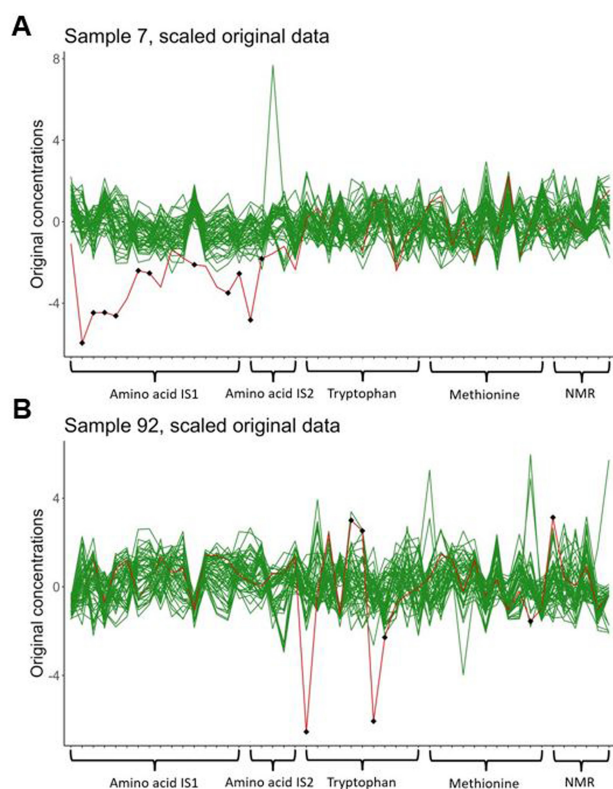 A
Sample 7, scaled original data
Original concentrations
8
4
0
-4
Amino acid IS1 Amino acid IS2 Tryptophan Methionine NMR
B
Sample 92, scaled original data
Original concentrations
4
0
-4
Amino acid IS1 Amino acid IS2 Tryptophan Methionine NMR